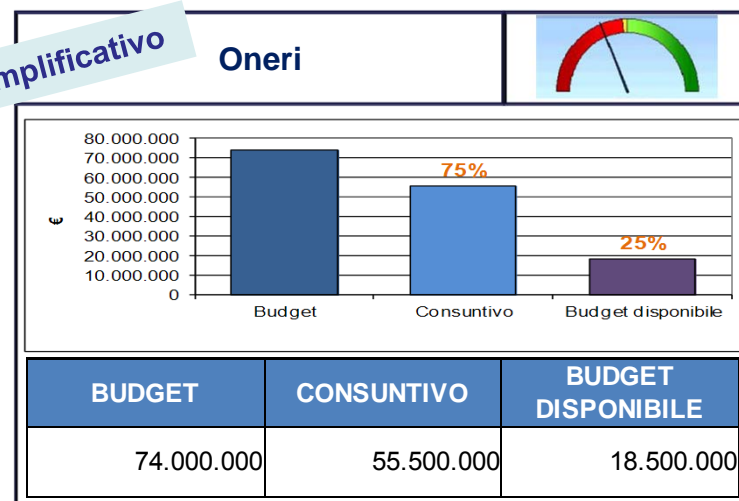 mplificativo
Oneri
80.000.000
70.000.000
60.000.000
50.000.000
40.000.000
30.000.000
20.000.000
10.000.000
0
€
75%
25%
Budget
Consuntivo
Budget disponibile
BUDGET
CONSUNTIVO
BUDGET
DISPONIBILE
74.000.000
55.500.000
18.500.000